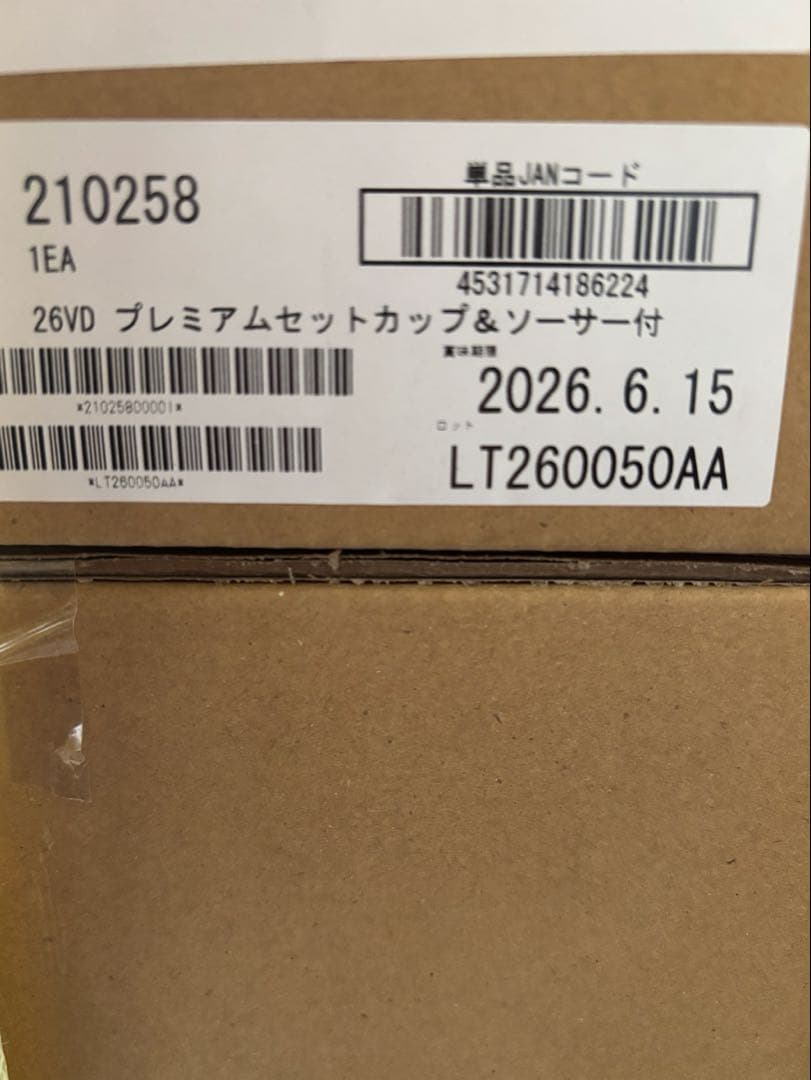 210258
単品JANコード
1EA
4531714186224
26VD プレミアムセットカップ&ソーサー付
賞味期限
*21025800001*
2026.6.15
ロット
*LT260050AA*
LT260050AA